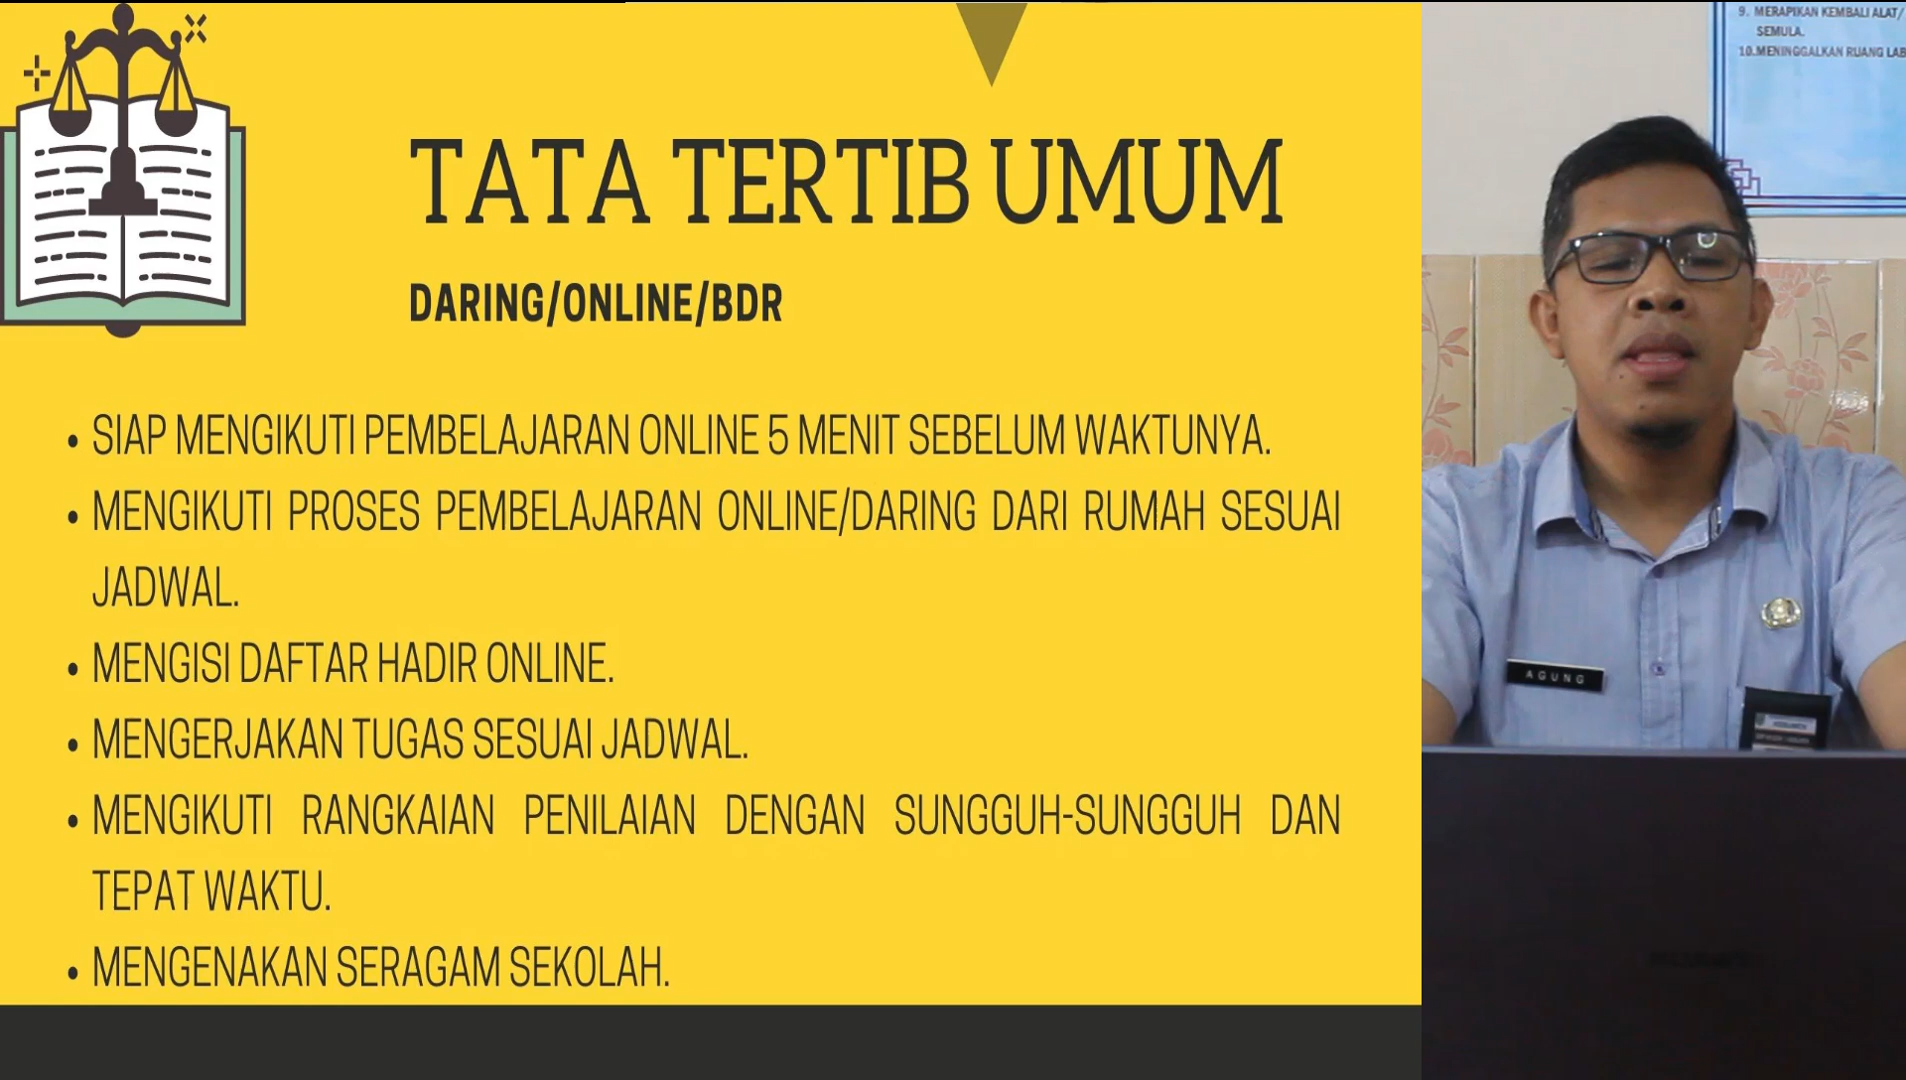 TATA TERTIB UMUM
DARING/ONLINE/BDR
• SIAP MENGIKUTI PEMBELAJARAN ONLINE 5 MENIT SEBELUM WAKTUNYA.
• MENGIKUTI PROSES PEMBELAJARAN ONLINE/DARING DARI RUMAH SESUAI
JADWAL.
• MENGISI DAFTAR HADIR ONLINE.
• MENGERJAKAN TUGAS SESUAI JADWAL.
• MENGIKUTI RANGKAIAN PENILAIAN DENGAN SUNGGUH-SUNGGUH DAN
TEPAT WAKTU.
• MENGENAKAN SERAGAM SEKOLAH.
9. MERAPIKAN KEMBALI ALAT/
SEMULA.
10.MENINGGALKAN RUANG LAB
AGUNG